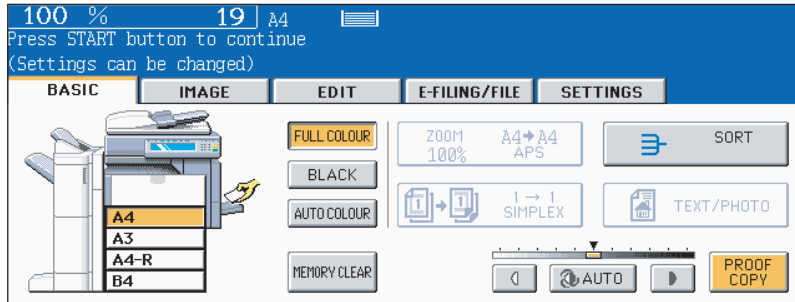 100 % 19 A4
Press START button to continue
(Settings can be changed)
BASIC IMAGE EDIT E-FILING/FILE SETTINGS
FULL COLOUR
ZOOM 100% A4➔A4 APS
SORT
BLACK
1 ➔ 1 1 → 1 SIMPLEX
TEXT/PHOTO
A4
AUTO COLOUR
A3
A4-R
B4
MEMORY CLEAR
AUTO
PROOF COPY